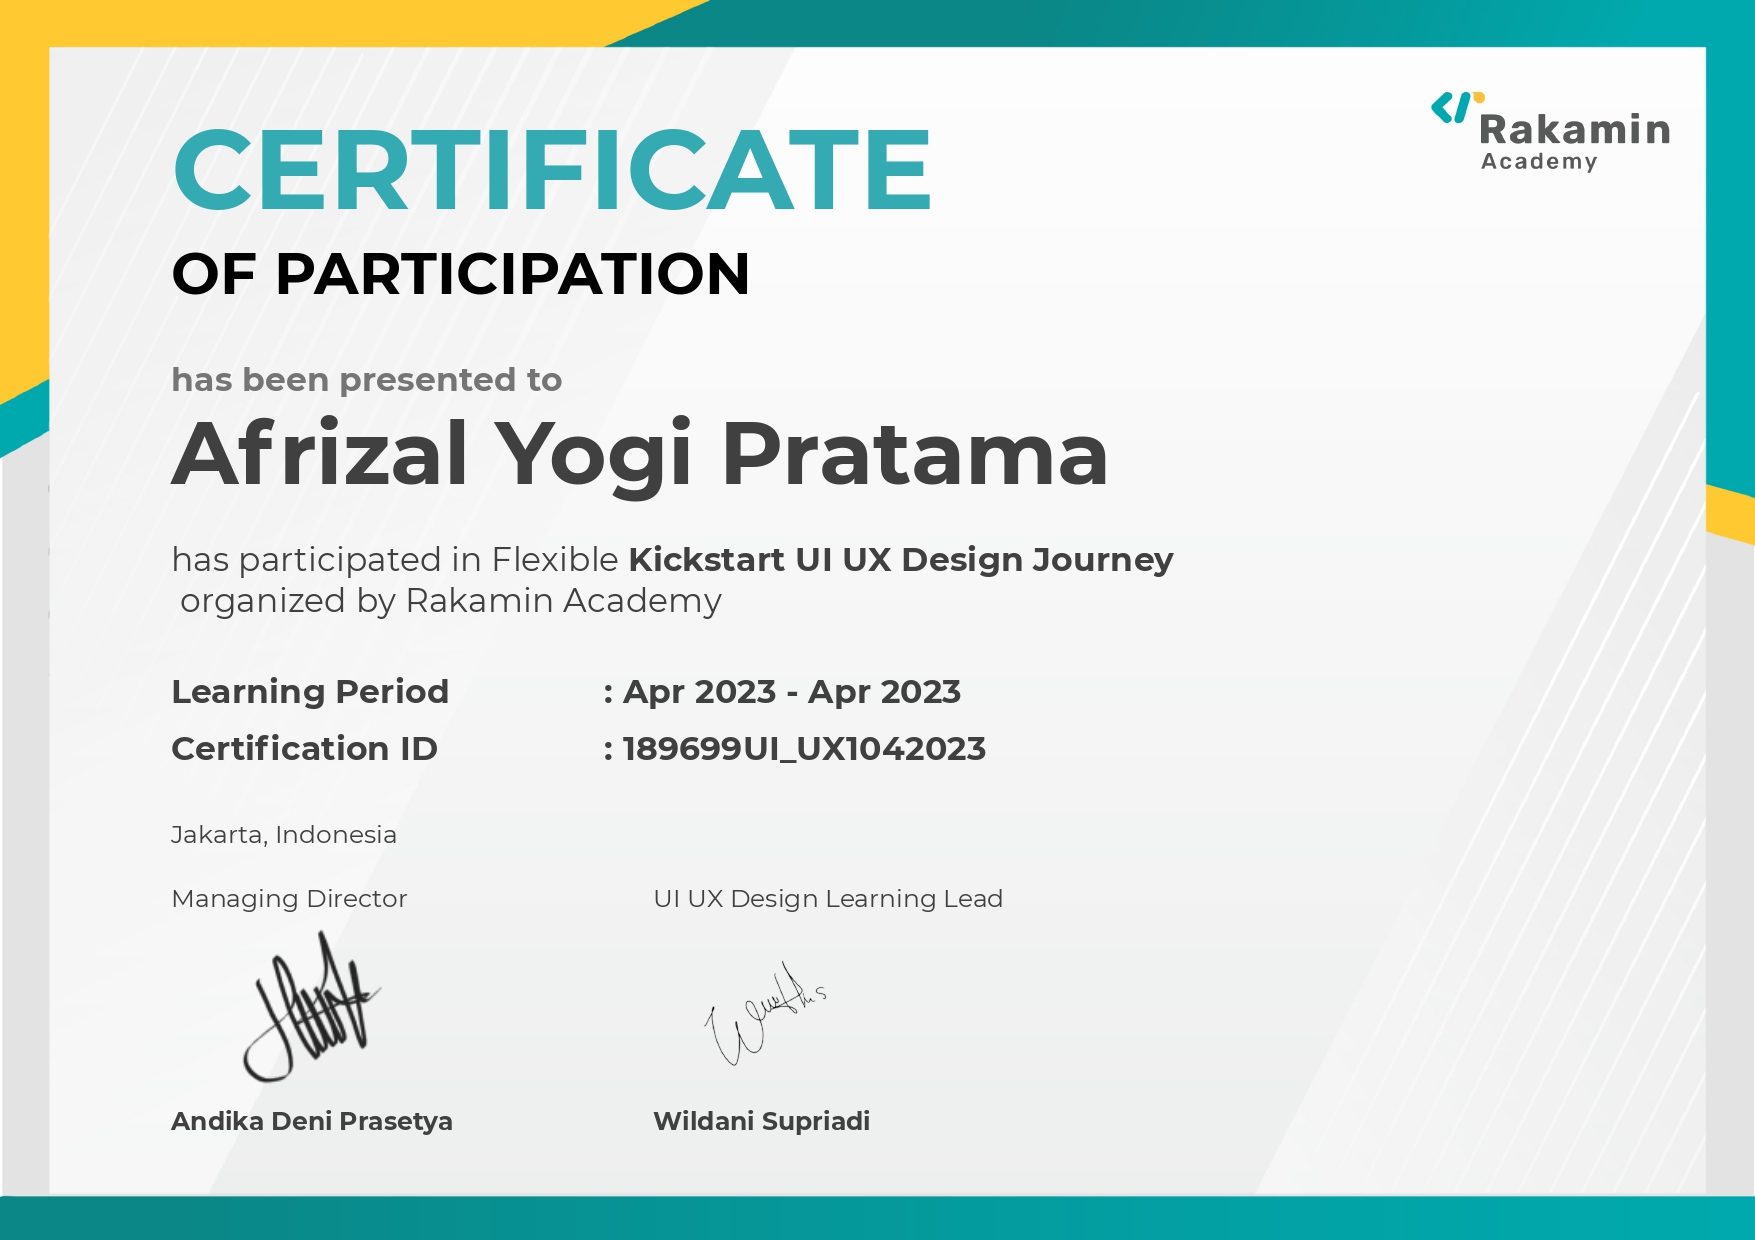 Rakamin
Academy
CERTIFICATE
OF PARTICIPATION
has been presented to
Afrizal Yogi Pratama
has participated in Flexible Kickstart UI UX Design Journey
organized by Rakamin Academy
Learning Period : Apr 2023 - Apr 2023
Certification ID : 189699UI_UX1042023
Jakarta, Indonesia
Managing Director UI UX Design Learning Lead
Andika Deni Prasetya Wildani Supriadi